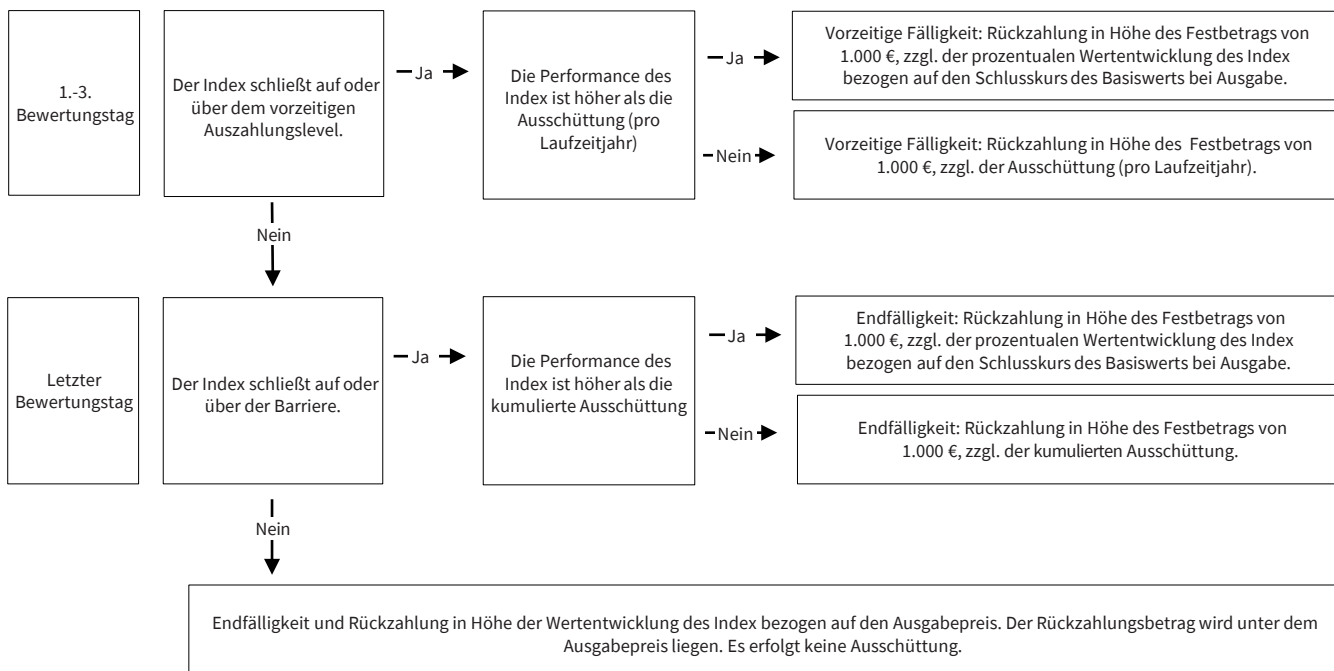 1.-3.
Bewertungstag
Der Index schließt auf oder
über dem vorzeitigen
Auszahlungslevel.
Ja
Die Performance des
Index ist höher als die
Ausschüttung (pro
Laufzeitjahr)
Ja
Vorzeitige Fälligkeit: Rückzahlung in Höhe des Festbetrags von
1.000 €, zzgl. der prozentualen Wertentwicklung des Index
bezogen auf den Schlusskurs des Basiswerts bei Ausgabe.
Nein
Vorzeitige Fälligkeit: Rückzahlung in Höhe des Festbetrags von
1.000 €, zzgl. der Ausschüttung (pro Laufzeitjahr).
Nein
Letzter
Bewertungstag
Der Index schließt auf oder
über der Barriere.
Ja
Die Performance des
Index ist höher als die
kumulierte Ausschüttung
Ja
Endfälligkeit: Rückzahlung in Höhe des Festbetrags von
1.000 €, zzgl. der prozentualen Wertentwicklung des Index
bezogen auf den Schlusskurs des Basiswerts bei Ausgabe.
Nein
Endfälligkeit: Rückzahlung in Höhe des Festbetrags von
1.000 €, zzgl. der kumulierten Ausschüttung.
Nein
Endfälligkeit und Rückzahlung in Höhe der Wertentwicklung des Index bezogen auf den Ausgabepreis. Der Rückzahlungsbetrag wird unter dem
Ausgabepreis liegen. Es erfolgt keine Ausschüttung.